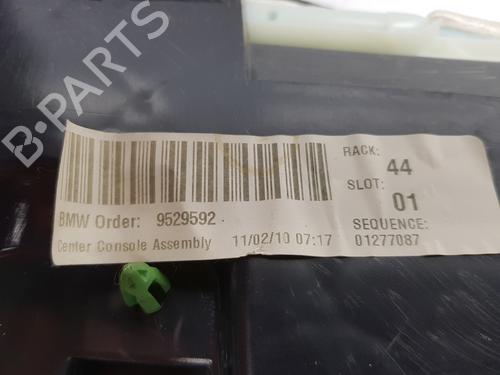 B-PARTS
RACK:
44
SLOT:
01
SEQUENCE:
01277087
BMW Order: 9529592
Center Console Assembly 11/02/10 07:17